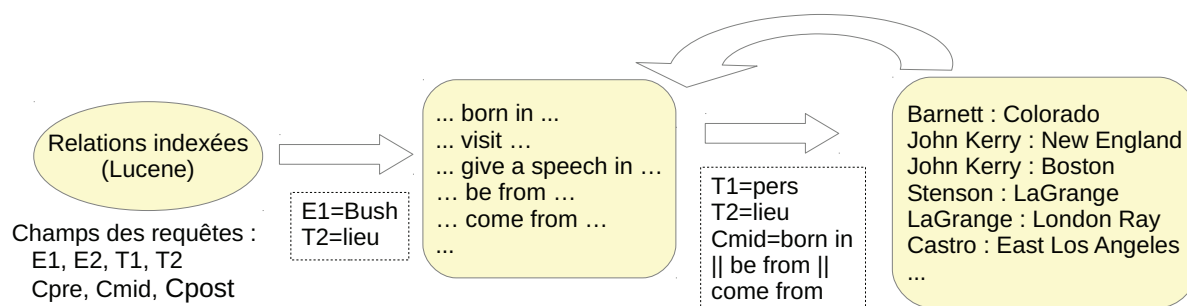 Relations indexées
(Lucene)
Champs des requêtes :
E1, E2, T1, T2
Cpre, Cmid, Cpost
E1=Bush
T2=lieu
... born in ...
... visit …
... give a speech in …
… be from …
… come from …
...
T1=pers
T2=lieu
Cmid=born in
|| be from ||
come from
Barnett : Colorado
John Kerry : New England
John Kerry : Boston
Stenson : LaGrange
LaGrange : London Ray
Castro : East Los Angeles
...